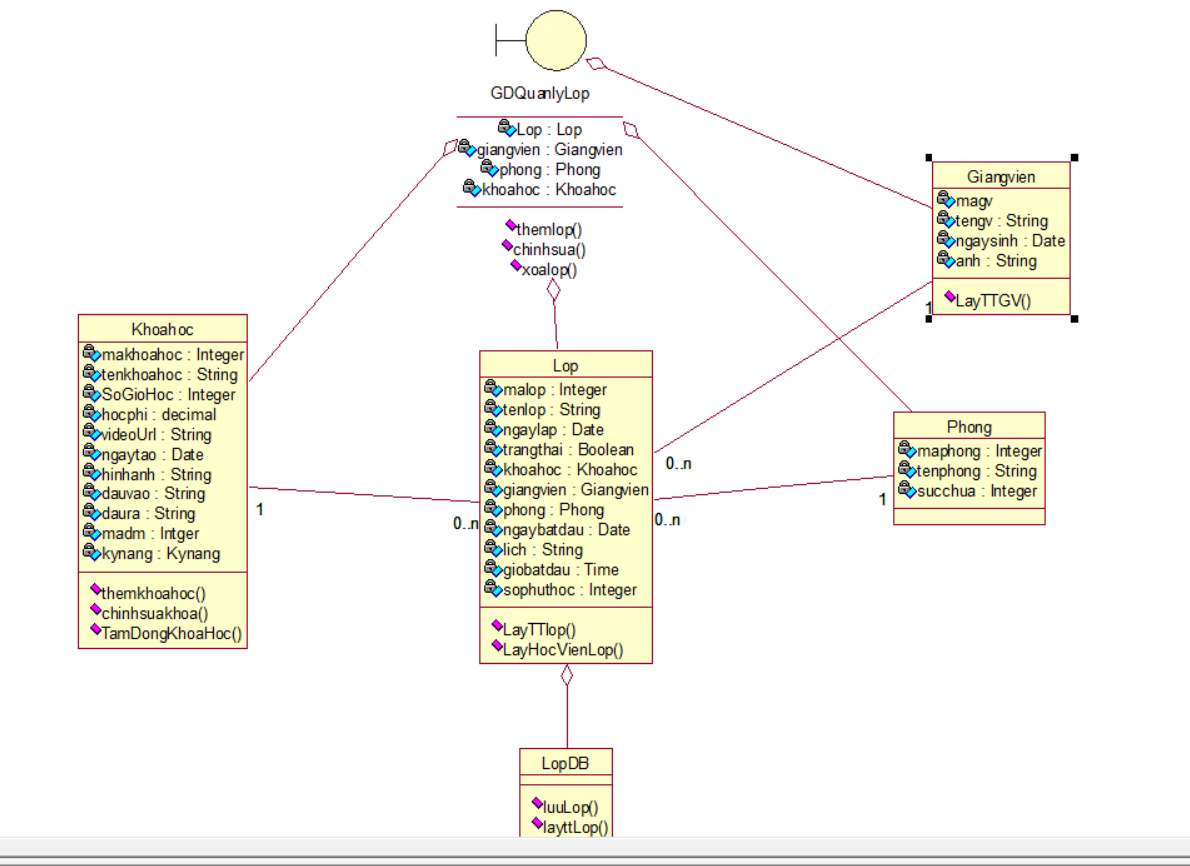 GDQuanlyLop
Lop : Lop
giangvien : Giangvien
phong : Phong
khoahoc : Khoahoc
themlop()
chinhsua()
xoalop()
Giangvien
magv
tengv : String
ngaysinh : Date
anh : String
LayTTGV()
1
Khoahoc
makhoahoc : Integer
tenkhoahoc : String
SoGioHoc : Integer
hocphi : decimal
videoUrl : String
ngaytao : Date
hinhanh : String
dauvao : String
daura : String
madm : Intger
kynang : Kynang
themkhoahoc()
chinhsuakhoa()
TamDongKhoaHoc()
1
0..n
Lop
malop : Integer
tenlop : String
ngaylap : Date
trangthai : Boolean
khoahoc : Khoahoc
giangvien : Giangvien
phong : Phong
ngaybatdau : Date
lich : String
giobatdau : Time
sophuthoc : Integer
LayTTlop()
LayHocVienLop()
0..n
0..n
Phong
maphong : Integer
tenphong : String
succhua : Integer
1
LopDB
luuLop()
layttLop()